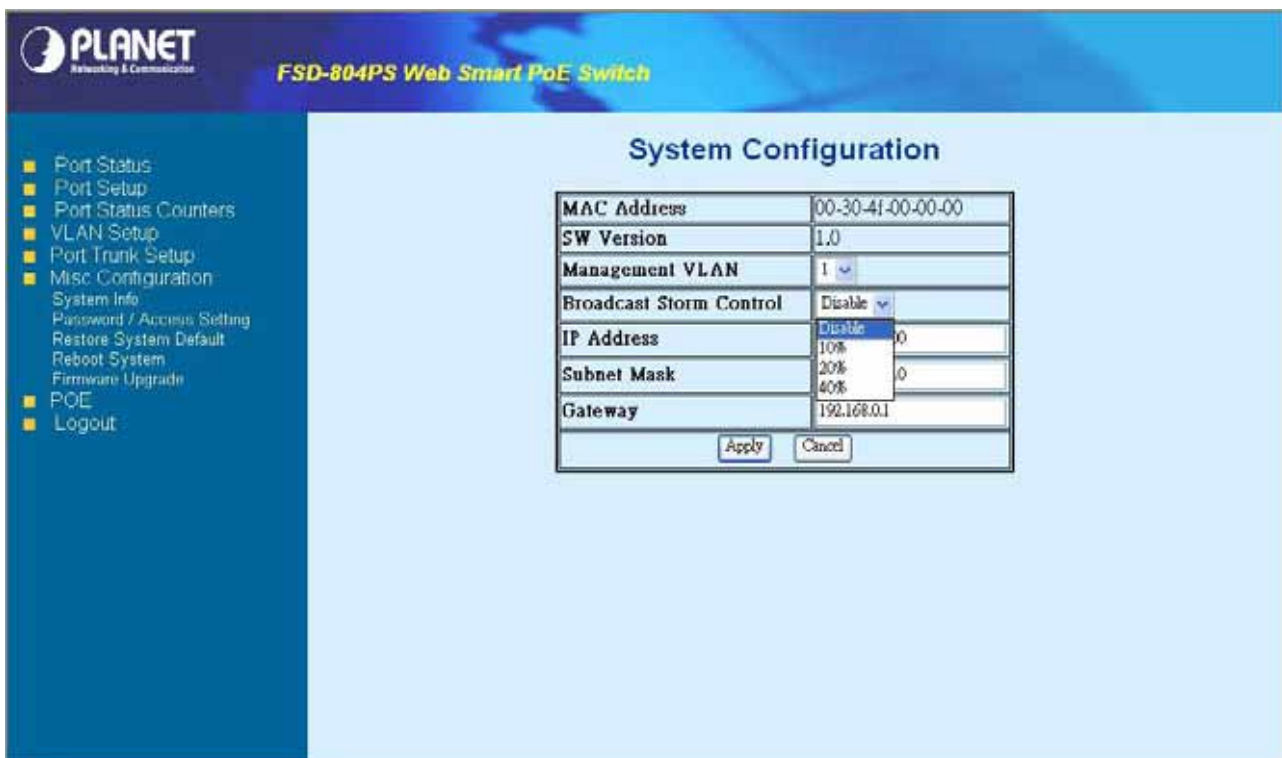 PLANET
Networking & Communication
FSD-804PS Web Smart PoE Switch
Port Status
Port Setup
Port Status Counters
VLAN Setup
Port Trunk Setup
Misc Configuration
System Info
Password / Access Setting
Restore System Default
Reboot System
Firmware Upgrade
POE
Logout
System Configuration
MAC Address 00-30-4f-00-00-00
SW Version 1.0
Management VLAN 1
Broadcast Storm Control Disable
Disable
10%
20%
40%
IP Address 00
Subnet Mask .0
Gateway 192.168.0.1
Apply Cancel